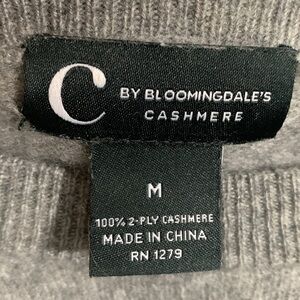 C BY BLOOMINGDALE'S
CASHMERE
M
100% 2-PLY CASHMERE
MADE IN CHINA
RN 1279